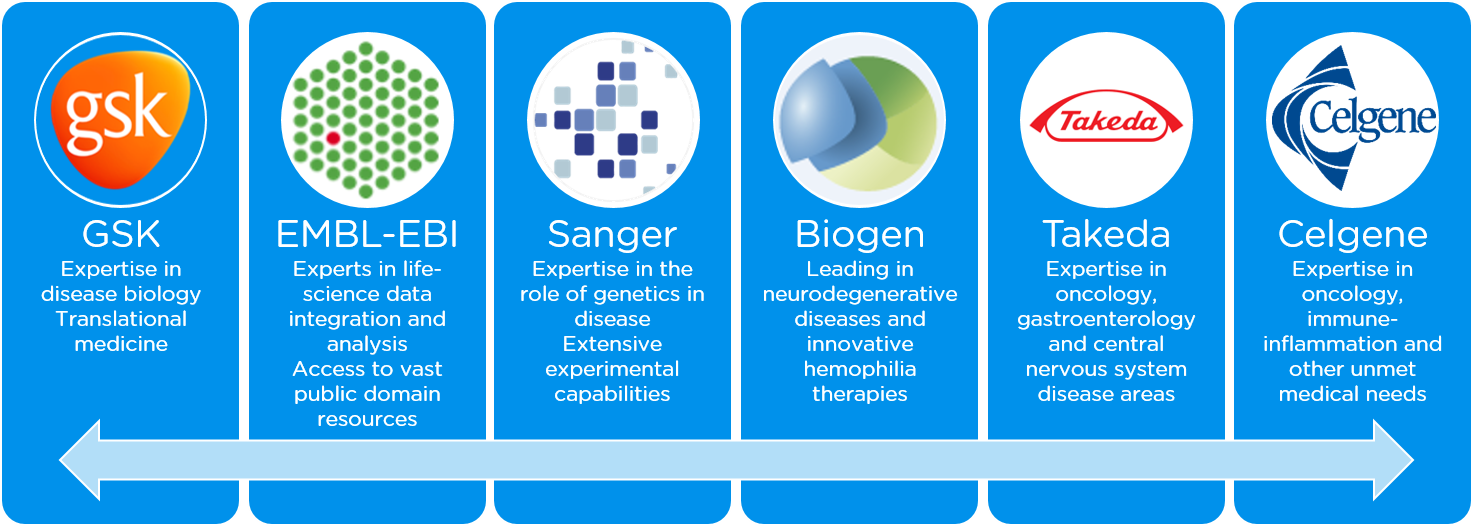 gsk
GSK
Expertise in
disease biology
Translational
medicine
EMBL-EBI
Experts in life-
science data
integration and
analysis
Access to vast
public domain
resources
Sanger
Expertise in the
role of genetics in
disease
Extensive
experimental
capabilities
Biogen
Leading in
neurodegenerative
diseases and
innovative
hemophilia
therapies
Takeda
Takeda
Expertise in
oncology,
gastroenterology
and central
nervous system
disease areas
Celgene
Celgene
Expertise in
oncology,
immune-
inflammation and
other unmet
medical needs